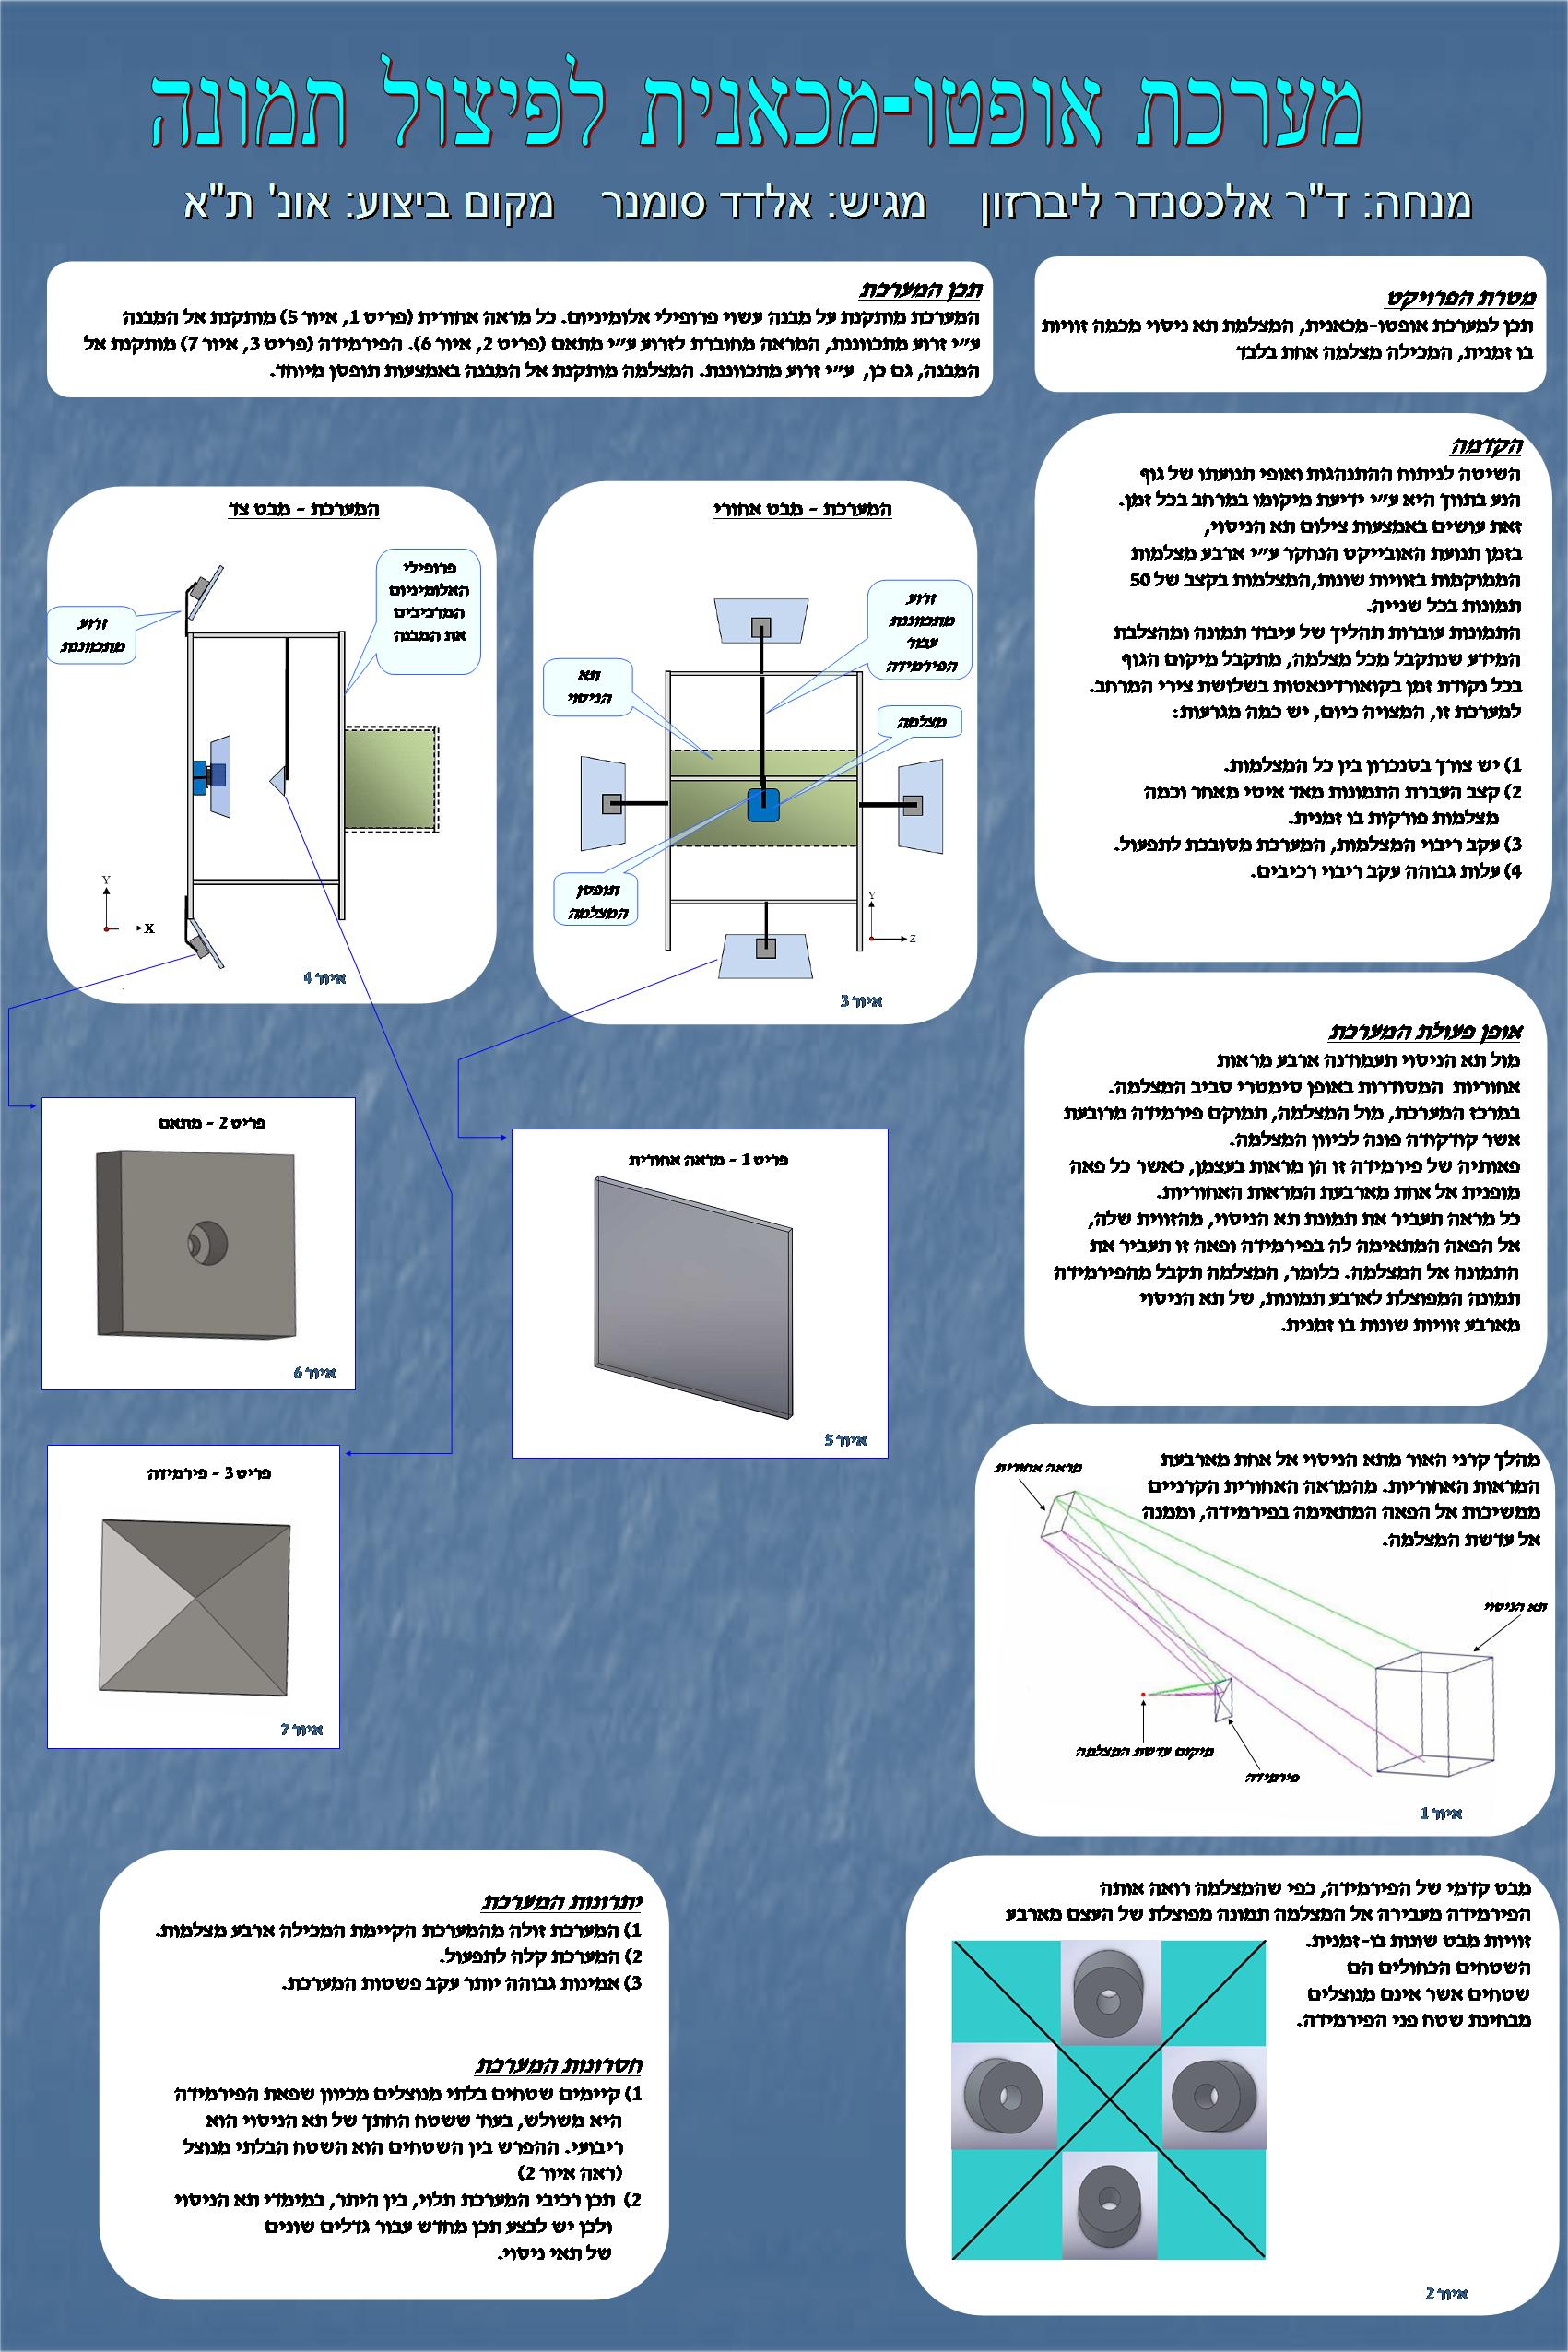 מערכת אופטו-מכאנית לפיצול תמונה
מנחה: ד"ר אלכסנדר ליברזון מגיש: אלדד סומנר מקום ביצוע: אונ' ת"א
מטרת הפרויקט
תכן למערכת אופטו-מכאנית, המצלמת תא ניסוי מכמה זוויות
בו זמנית, המכילה מצלמה אחת בלבד
הקדמה
השיטה לניתוח ההתנהגות ואופי תנועתו של גוף
הנע בתווך היא ע״י ידיעת מיקומו במרחב בכל זמן.
זאת עושים באמצעות צילום תא הניסוי,
בזמן תנועת האובייקט הנחקר ע״י ארבע מצלמות
הממוקמות בזוויות שונות,המצלמות בקצב של 50
תמונות בכל שנייה.
התמונות עוברות תהליך של עיבוד תמונה ומהצלבת
המידע שנתקבל מכל מצלמה, מתקבל מיקום הגוף
בכל נקודת זמן בקואורדינאטות בשלושת צירי המרחב.
למערכת זו, המצויה כיום, יש כמה מגרעות:
1) יש צורך בסנכרון בין כל המצלמות.
2) קצב העברת התמונות מאד איטי מאחר וכמה
מצלמות פורקות בו זמנית.
3) עקב ריבוי המצלמות, המערכת מסובכת לתפעול.
4) עלות גבוהה עקב ריבוי רכיבים.
אופן פעולת המערכת
מול תא הניסוי תעמודנה ארבע מראות
אחוריות המסודרות באופן סימטרי סביב המצלמה.
במרכז המערכת, מול המצלמה, תמוקם פירמידה מרובעת
אשר קודקודה פונה לכיוון המצלמה.
פאותיה של פירמידה זו הן מראות בעצמן, כאשר כל פאה
מופנית אל אחת מארבעת המראות האחוריות.
כל מראה תעביר את תמונת תא הניסוי, מהזווית שלה,
אל הפאה המתאימה לה בפירמידה ופאה זו תעביר את
התמונה אל המצלמה. כלומר, המצלמה תקבל מהפירמידה
תמונה המפוצלת לארבע תמונות, של תא הניסוי
מארבע זוויות שונות בו זמנית.
מהלך קרני האור מתא הניסוי אל אחת מארבעת
המראות האחוריות. מהמראה האחורית הקרניים
ממשיכות אל הפאה המתאימה בפירמידה, וממנה
אל עדשת המצלמה.
מראה אחורית
תא הניסוי
מיקום עדשת המצלמה
פירמידה
איור 1
מבט קדמי של הפירמידה, כפי שהמצלמה רואה אותה
הפירמידה מעבירה אל המצלמה תמונה מפוצלת של העצם מארבע
זוויות מבט שונות בו-זמנית.
השטחים הכחולים הם
שטחים אשר אינם מנוצלים
מבחינת שטח פני הפירמידה.
איור 2
תכן המערכת
המערכת מותקנת על מבנה עשוי פרופילי אלומיניום. כל מראה אחורית (פריט 1, איור 5) מותקנת אל המבנה
ע״י זרוע מתכווננת, המראה מחוברת לזרוע ע״י מתאם (פריט 2, איור 6). הפירמידה (פריט 3, איור 7) מותקנת אל
המבנה, גם כן, ע״י זרוע מתכווננת. המצלמה מותקנת אל המבנה באמצעות תופסן מיוחד.
המערכת - מבט אחורי
זרוע
מתכווננת
עבור
הפירמידה
תא
הניסוי
מצלמה
תופסן
המצלמה
Y
Z
איור 3
המערכת - מבט צד
פרופילי
האלומיניום
המרכיבים
את המבנה
זרוע
מתכווננת
Y
X
איור 4
פריט 1 - מראה אחורית
איור 5
פריט 2 - מתאם
איור 6
פריט 3 - פירמידה
איור 7
יתרונות המערכת
1) המערכת זולה מהמערכת הקיימת המכילה ארבע מצלמות.
2) המערכת קלה לתפעול.
3) אמינות גבוהה יותר עקב פשטות המערכת.
חסרונות המערכת
1) קיימים שטחים בלתי מנוצלים מכיוון שפאת הפירמידה
היא משולש, בעוד ששטח החתך של תא הניסוי הוא
ריבועי. ההפרש בין השטחים הוא השטח הבלתי מנוצל
(ראה איור 2)
2) תכן רכיבי המערכת תלוי, בין היתר, במימדי תא הניסוי
ולכן יש לבצע תכן מחדש עבור גדלים שונים
של תאי ניסוי.